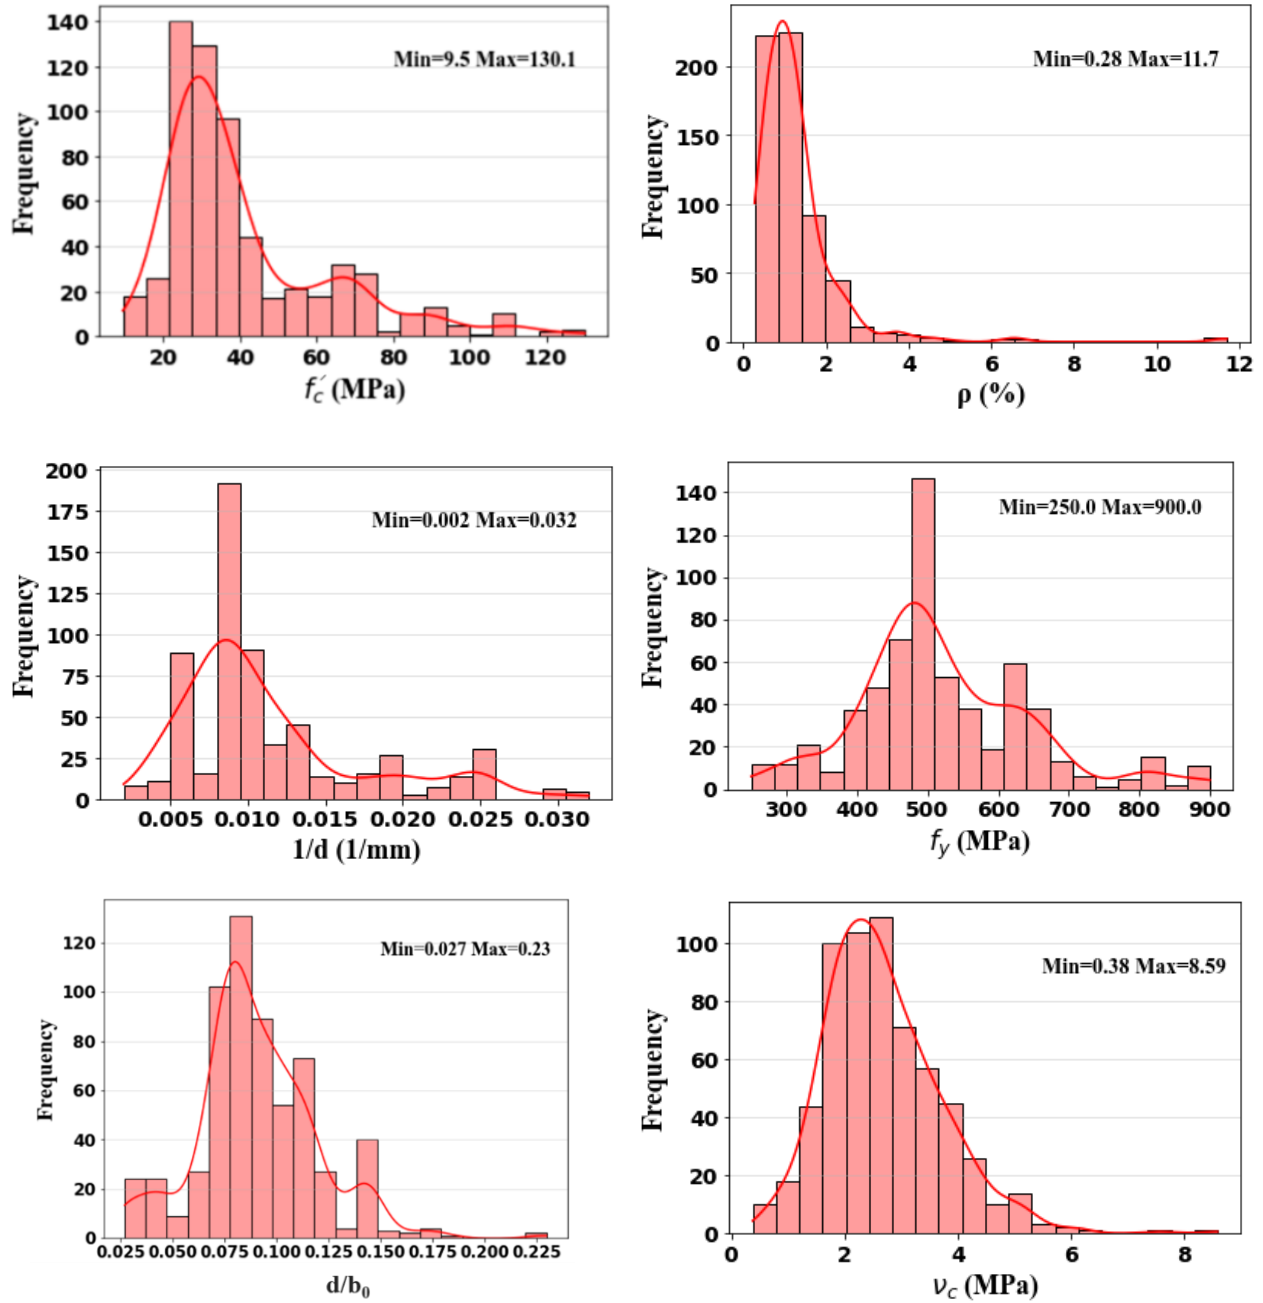 140
120
100
80
60
40
20
0
Frequency
Min=9.5 Max=130.1
20 40 60 80 100 120
f′c (MPa)
200
150
100
50
0
Frequency
Min=0.28 Max=11.7
0 2 4 6 8 10 12
ρ (%)
200
175
150
125
100
75
50
25
0
Frequency
Min=0.002 Max=0.032
0.005 0.010 0.015 0.020 0.025 0.030
1/d (1/mm)
140
120
100
80
60
40
20
0
Frequency
Min=250.0 Max=900.0
300 400 500 600 700 800 900
fy (MPa)
120
100
80
60
40
20
0
Frequency
Min=0.027 Max=0.23
0.025 0.050 0.075 0.100 0.125 0.150 0.175 0.200 0.225
d/b0
100
80
60
40
20
0
Frequency
Min=0.38 Max=8.59
0 2 4 6 8
νc (MPa)